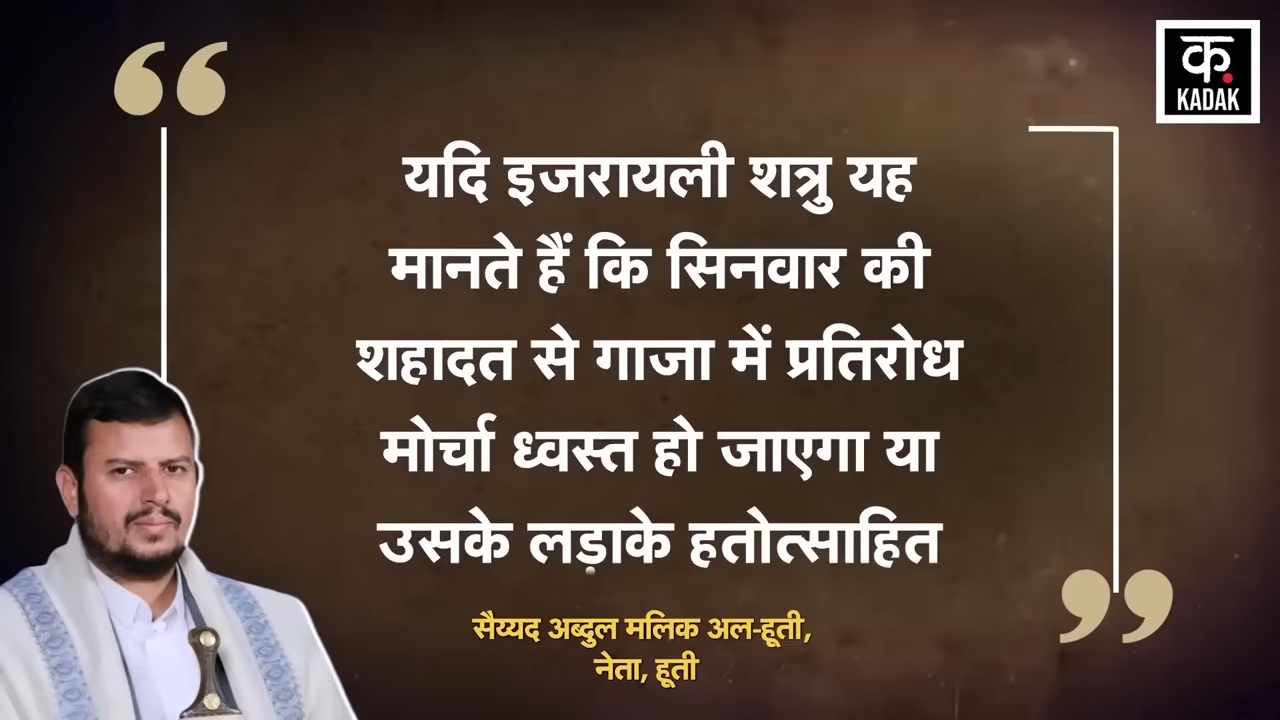 क
KADAK
यदि इजरायली शत्रु यह
मानते हैं कि सिनवार की
शहादत से गाजा में प्रतिरोध
मोर्चा ध्वस्त हो जाएगा या
उसके लड़ाके हतोत्साहित
सैय्यद अब्दुल मलिक अल-हूती,
नेता, हूती